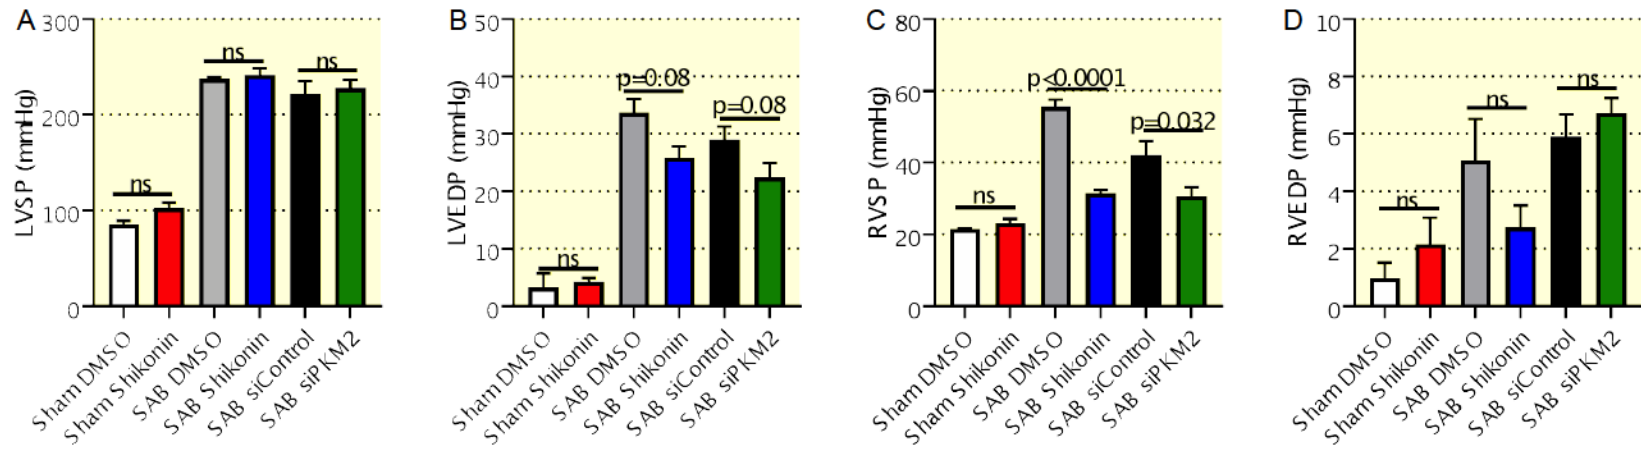 A
LVSP (mmHg)
300
200
100
0
ns
ns
ns
Sham DMSO
Sham Shikonin
SAB DMSO
SAB Shikonin
SAB siControl
SAB siPKM2
B
LVEDP (mmHg)
50
40
30
20
10
0
ns
p=0.08
p=0.08
Sham DMSO
Sham Shikonin
SAB DMSO
SAB Shikonin
SAB siControl
SAB siPKM2
C
RVSP (mmHg)
80
60
40
20
0
ns
p<0.0001
p=0.032
Sham DMSO
Sham Shikonin
SAB DMSO
SAB Shikonin
SAB siControl
SAB siPKM2
D
RVEDP (mmHg)
10
8
6
4
2
0
ns
ns
ns
Sham DMSO
Sham Shikonin
SAB DMSO
SAB Shikonin
SAB siControl
SAB siPKM2